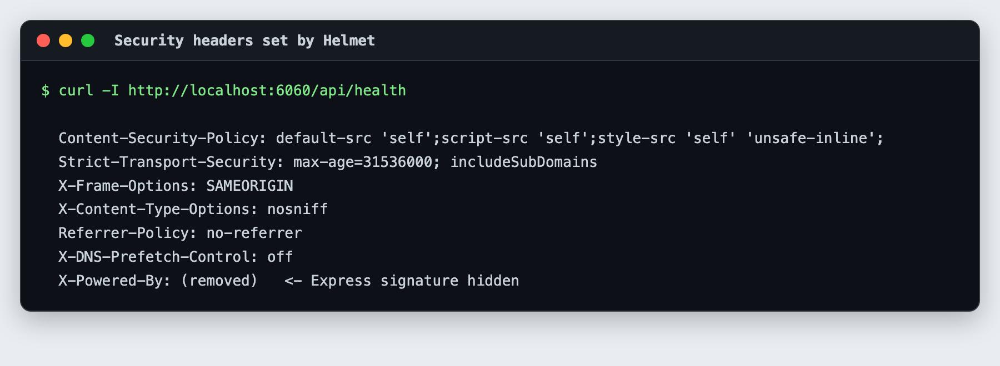 Security headers set by Helmet
$ curl -I http://localhost:6060/api/health
Content-Security-Policy: default-src 'self';script-src 'self';style-src 'self' 'unsafe-inline';
Strict-Transport-Security: max-age=31536000; includeSubDomains
X-Frame-Options: SAMEORIGIN
X-Content-Type-Options: nosniff
Referrer-Policy: no-referrer
X-DNS-Prefetch-Control: off
X-Powered-By: (removed)   <- Express signature hidden